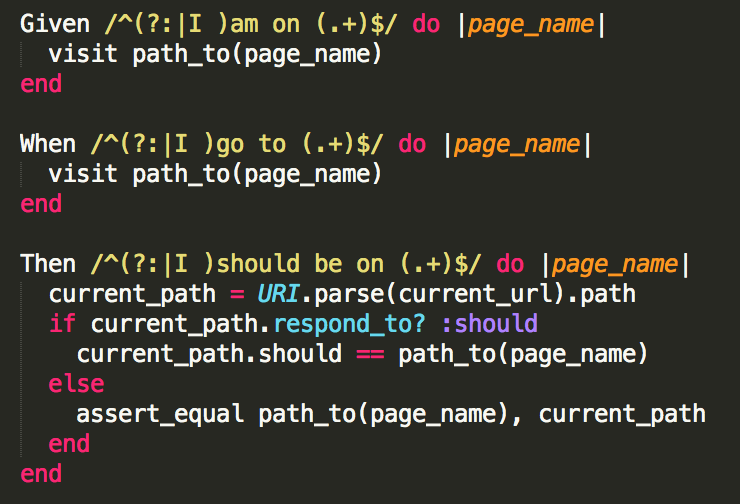 Given /^(?:|I )am on (.+)$/ do |page_name|
  visit path_to(page_name)
end

When /^(?:|I )go to (.+)$/ do |page_name|
  visit path_to(page_name)
end

Then /^(?:|I )should be on (.+)$/ do |page_name|
  current_path = URI.parse(current_url).path
  if current_path.respond_to? :should
    current_path.should == path_to(page_name)
  else
    assert_equal path_to(page_name), current_path
  end
end